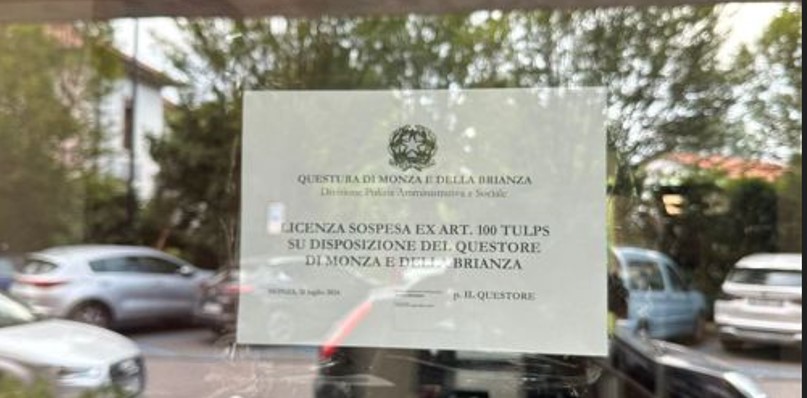 QUESTURA DI MONZA E DELLA BRIANZA
Divisione Polizia Amministrativa e Sociale
LICENZA SOSPESA EX ART. 100 TULPS
SU DISPOSIZIONE DEL QUESTORE
DI MONZA E DELLA BRIANZA
p. IL QUESTORE